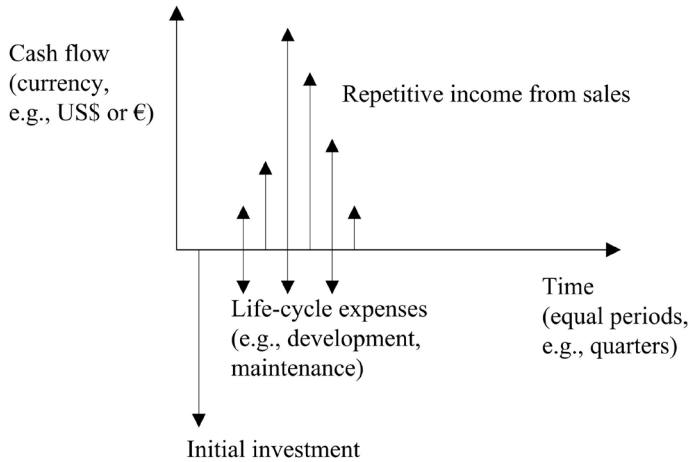 Cash flow
(currency,
e.g., US$ or €)
Repetitive income from sales
Life-cycle expenses
(e.g., development,
maintenance)
Time
(equal periods,
e.g., quarters)
Initial investment